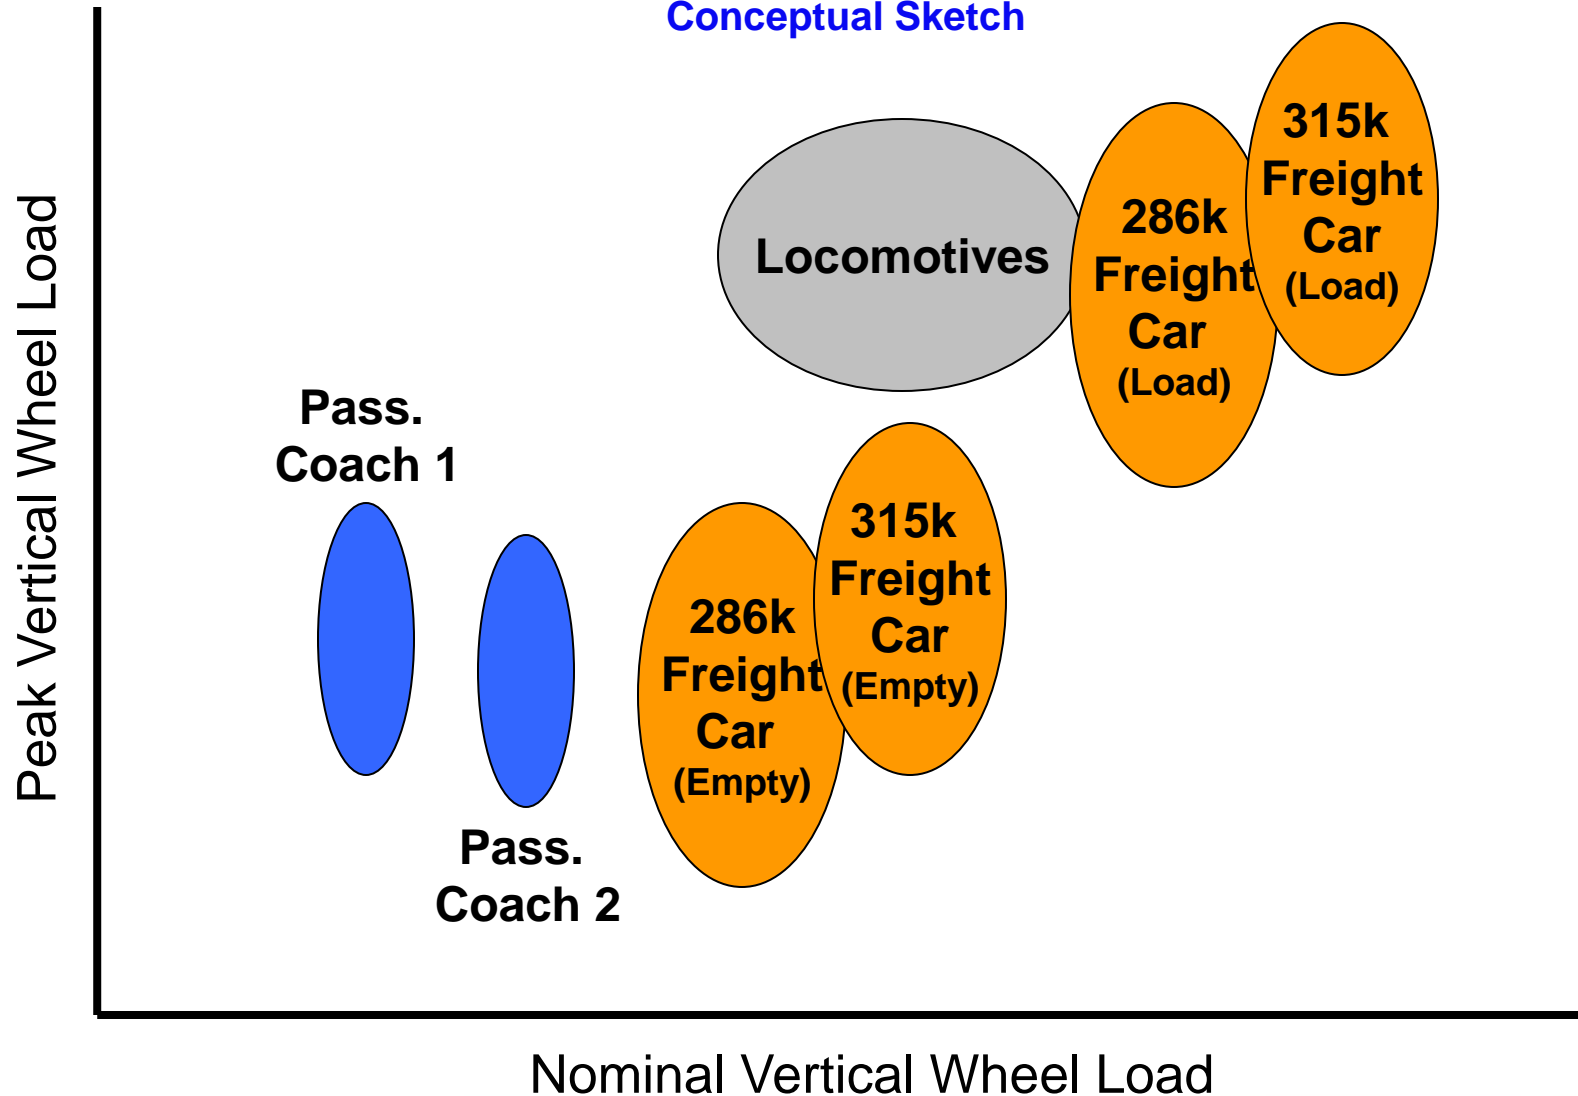 Conceptual Sketch
Peak Vertical Wheel Load
Pass.
Coach 1
Pass.
Coach 2
286k
Freight
Car
(Empty)
315k
Freight
Car
(Empty)
Locomotives
286k
Freight
Car
(Load)
315k
Freight
Car
(Load)
Nominal Vertical Wheel Load